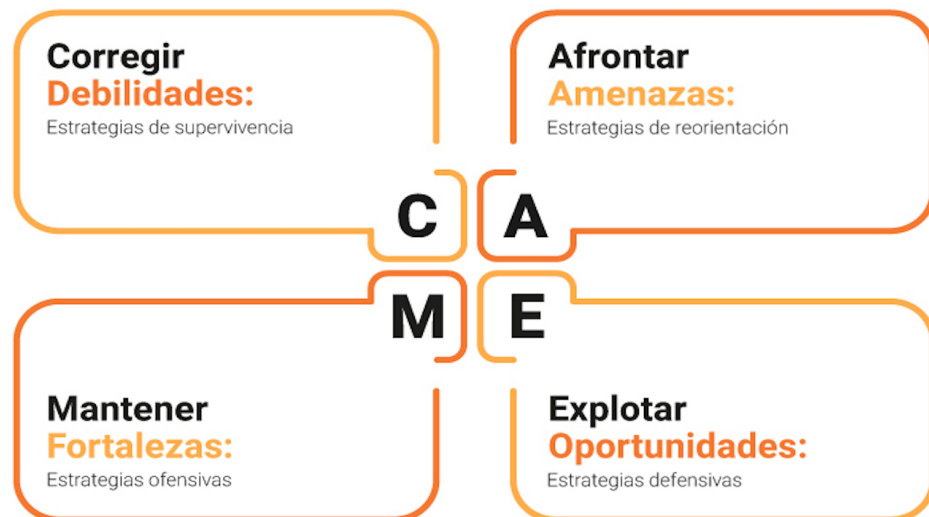 Corregir
Debilidades:
Estrategias de supervivencia
Afrontar
Amenazas:
Estrategias de reorientación
C
A
M
E
Mantener
Fortalezas:
Estrategias ofensivas
Explotar
Oportunidades:
Estrategias defensivas